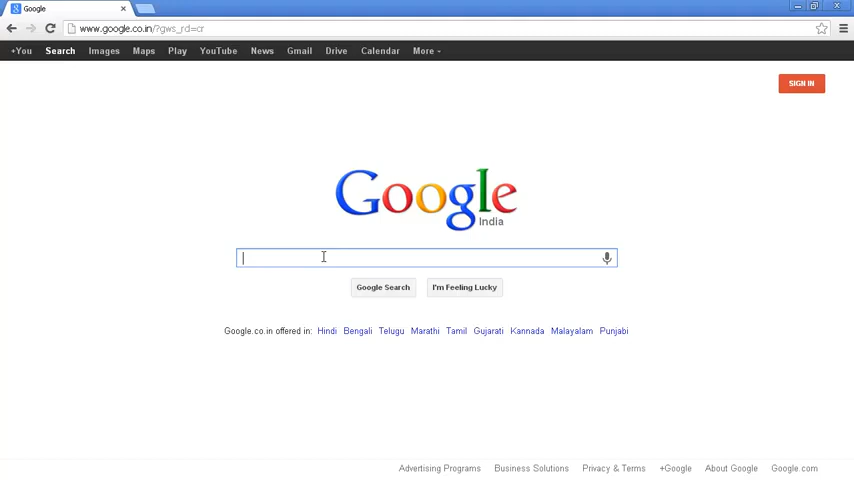 Google
www.google.co.in/?gws_rd=cr
+You Search Images Maps Play YouTube News Gmail Drive Calendar More
SIGN IN
Google
India
Google Search I'm Feeling Lucky
Google.co.in offered in: Hindi Bengali Telugu Marathi Tamil Gujarati Kannada Malayalam Punjabi
Advertising Programs Business Solutions Privacy & Terms +Google About Google Google.com